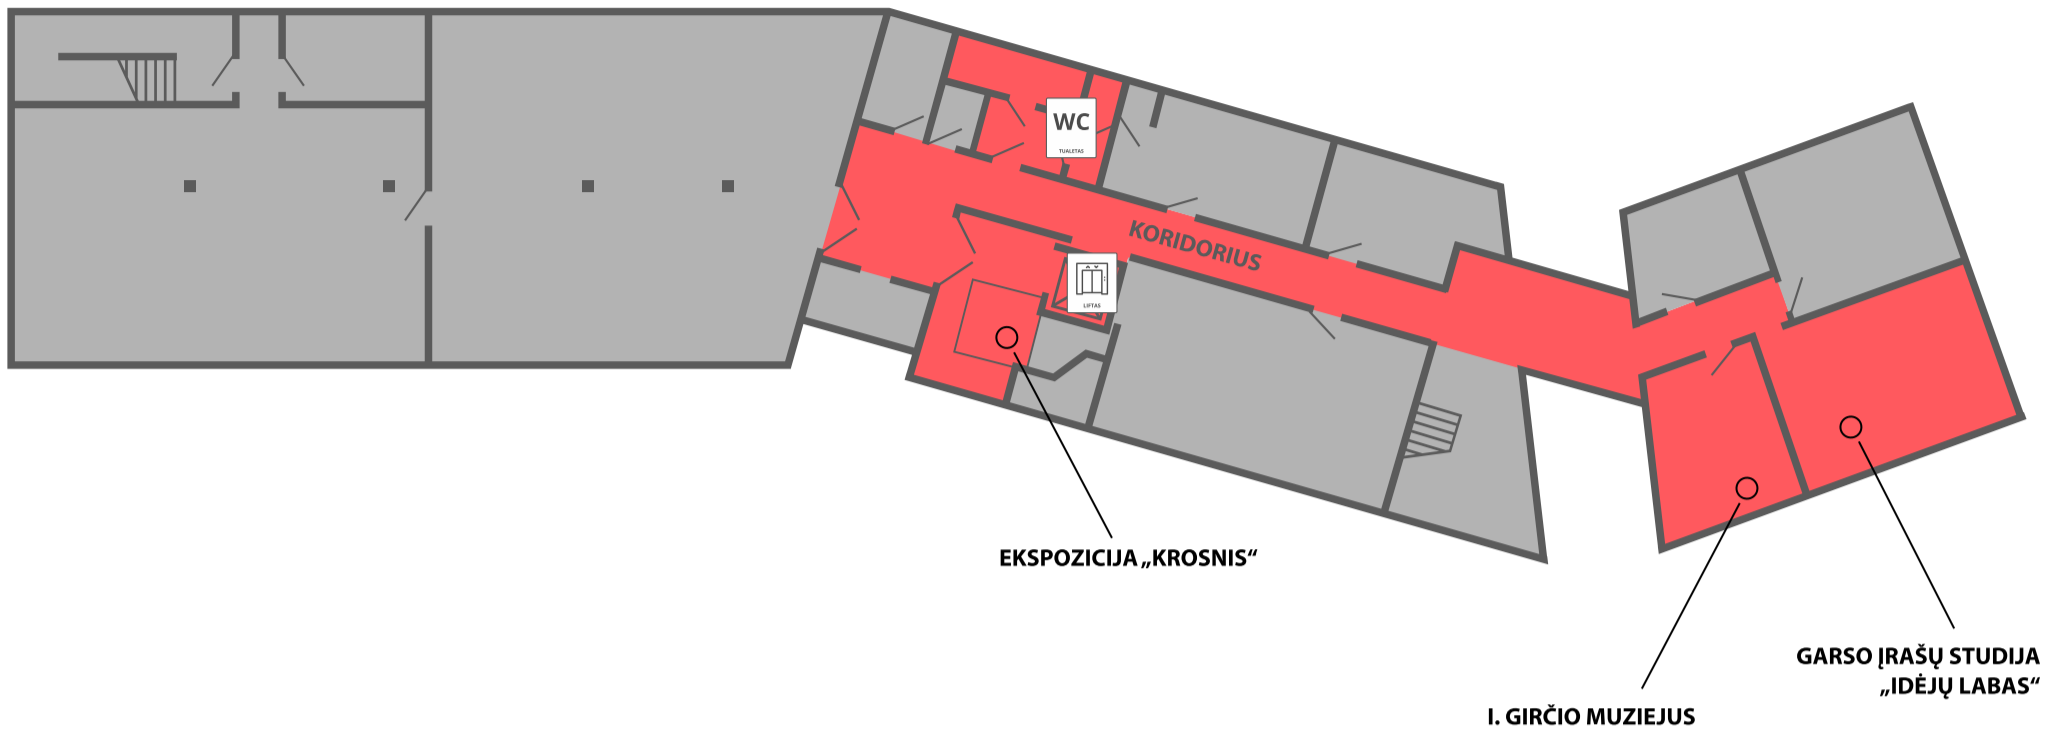 WC
TUALETAS
KORIDORIUS
LIFTAS
EKSPOZICIJA „KROSNIS“
GARSO ĮRAŠŲ STUDIJA
„IDĖJŲ LABAS“
I. GIRČIO MUZIEJUS